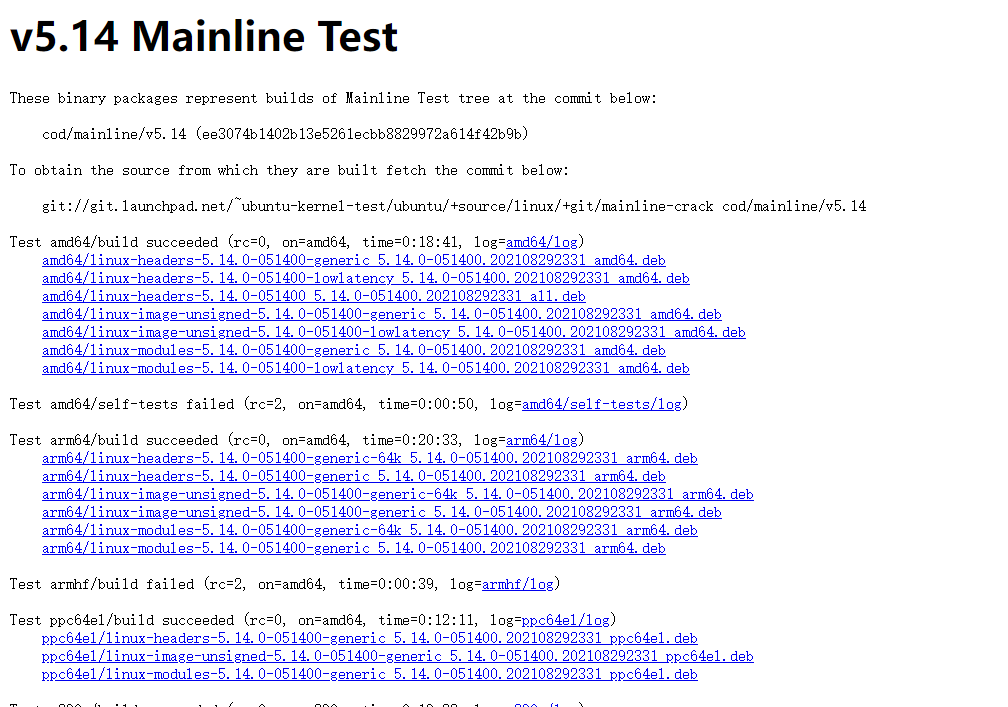 v5.14 Mainline Test
These binary packages represent builds of Mainline Test tree at the commit below:
cod/mainline/v5.14 (ee3074b1402b13e5261ecbb8829972a614f42b9b)
To obtain the source from which they are built fetch the commit below:
git://git.launchpad.net/~ubuntu-kernel-test/ubuntu/+source/linux/+git/mainline-crack cod/mainline/v5.14
Test amd64/build succeeded (rc=0, on=amd64, time=0:18:41, log=amd64/log)
amd64/linux-headers-5.14.0-051400-generic_5.14.0-051400.202108292331_amd64.deb
amd64/linux-headers-5.14.0-051400-lowlatency_5.14.0-051400.202108292331_amd64.deb
amd64/linux-headers-5.14.0-051400_5.14.0-051400.202108292331_all.deb
amd64/linux-image-unsigned-5.14.0-051400-generic_5.14.0-051400.202108292331_amd64.deb
amd64/linux-image-unsigned-5.14.0-051400-lowlatency_5.14.0-051400.202108292331_amd64.deb
amd64/linux-modules-5.14.0-051400-generic_5.14.0-051400.202108292331_amd64.deb
amd64/linux-modules-5.14.0-051400-lowlatency_5.14.0-051400.202108292331_amd64.deb
Test amd64/self-tests failed (rc=2, on=amd64, time=0:00:50, log=amd64/self-tests/log)
Test arm64/build succeeded (rc=0, on=amd64, time=0:20:33, log=arm64/log)
arm64/linux-headers-5.14.0-051400-generic-64k_5.14.0-051400.202108292331_arm64.deb
arm64/linux-headers-5.14.0-051400-generic_5.14.0-051400.202108292331_arm64.deb
arm64/linux-image-unsigned-5.14.0-051400-generic-64k_5.14.0-051400.202108292331_arm64.deb
arm64/linux-image-unsigned-5.14.0-051400-generic_5.14.0-051400.202108292331_arm64.deb
arm64/linux-modules-5.14.0-051400-generic-64k_5.14.0-051400.202108292331_arm64.deb
arm64/linux-modules-5.14.0-051400-generic_5.14.0-051400.202108292331_arm64.deb
Test armhf/build failed (rc=2, on=amd64, time=0:00:39, log=armhf/log)
Test ppc64el/build succeeded (rc=0, on=amd64, time=0:12:11, log=ppc64el/log)
ppc64el/linux-headers-5.14.0-051400-generic_5.14.0-051400.202108292331_ppc64el.deb
ppc64el/linux-image-unsigned-5.14.0-051400-generic_5.14.0-051400.202108292331_ppc64el.deb
ppc64el/linux-modules-5.14.0-051400-generic_5.14.0-051400.202108292331_ppc64el.deb